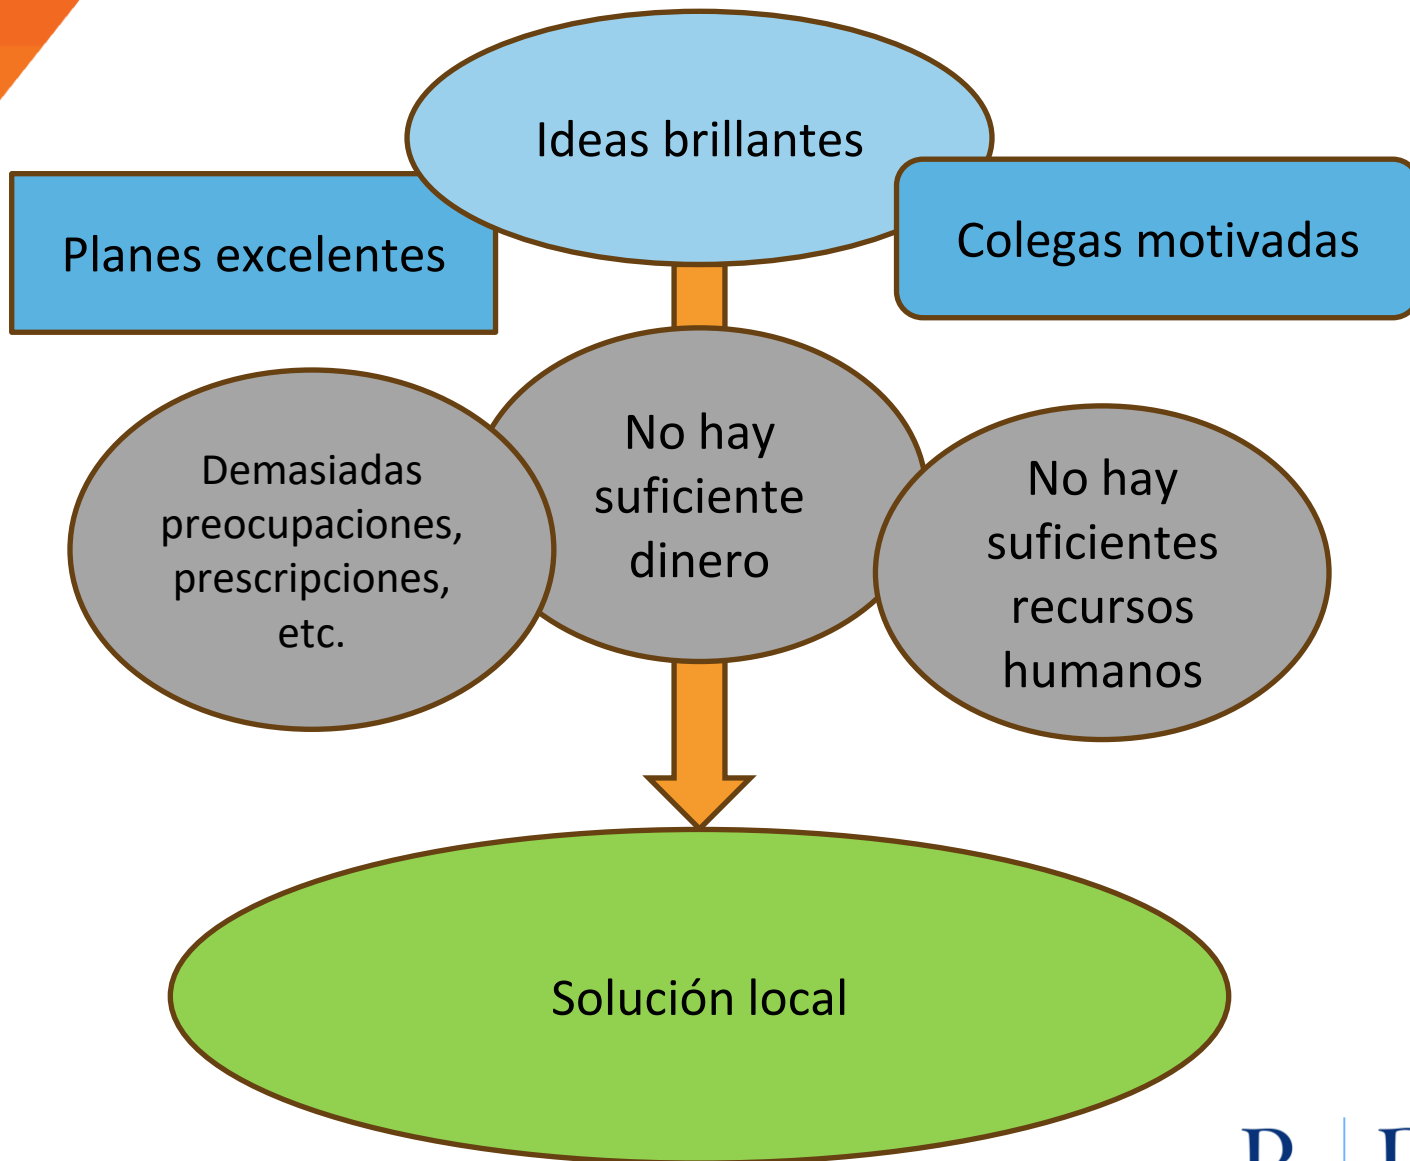 Ideas brillantes
Planes excelentes
Colegas motivadas
Demasiadas
preocupaciones,
prescripciones,
etc.
No hay
suficiente
dinero
No hay
suficientes
recursos
humanos
Solución local